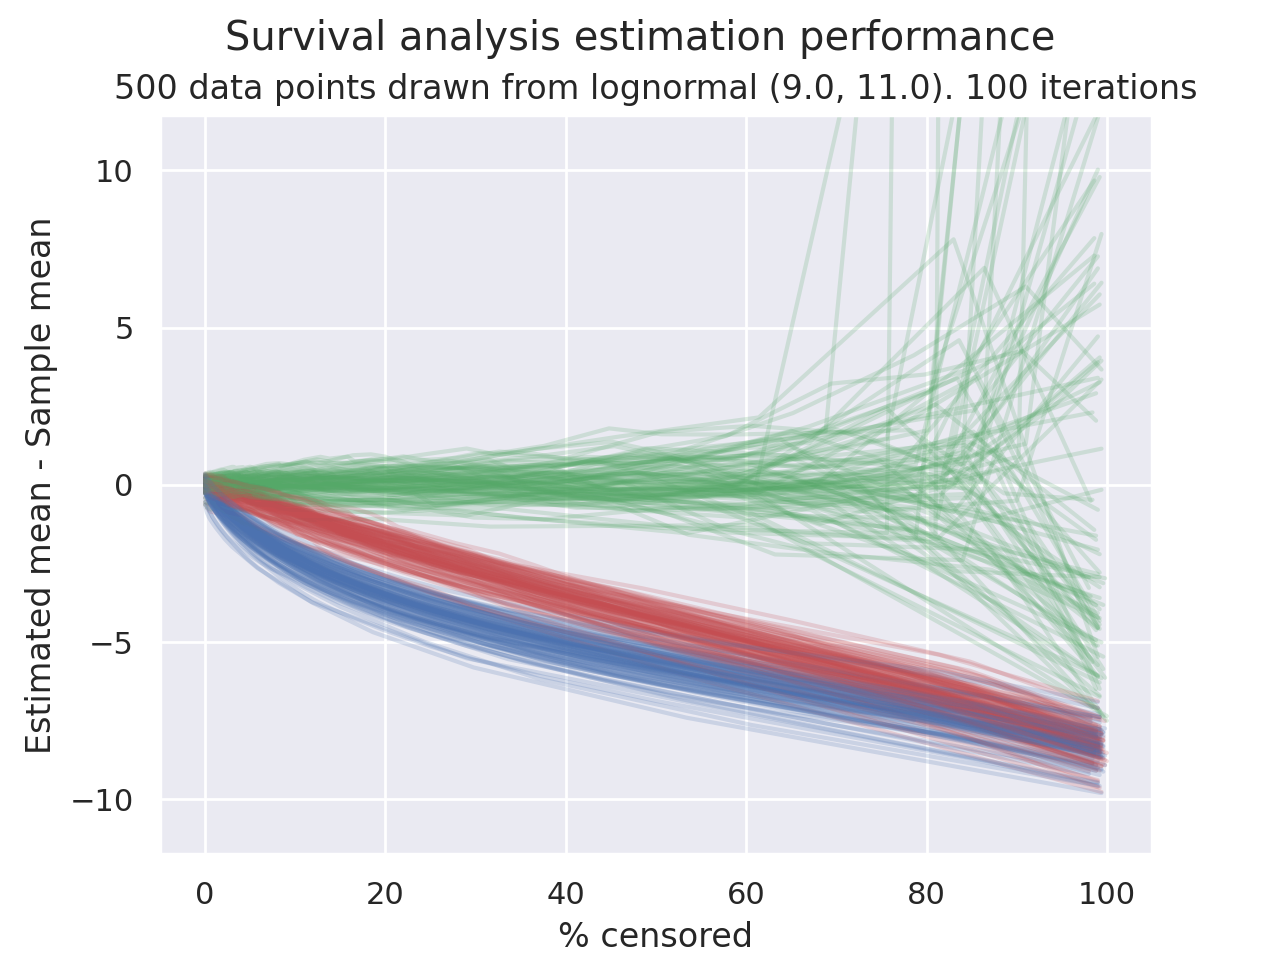 Survival analysis estimation performance
500 data points drawn from lognormal (9.0, 11.0). 100 iterations
Estimated mean - Sample mean
10
5
0
−5
−10
0 20 40 60 80 100
% censored